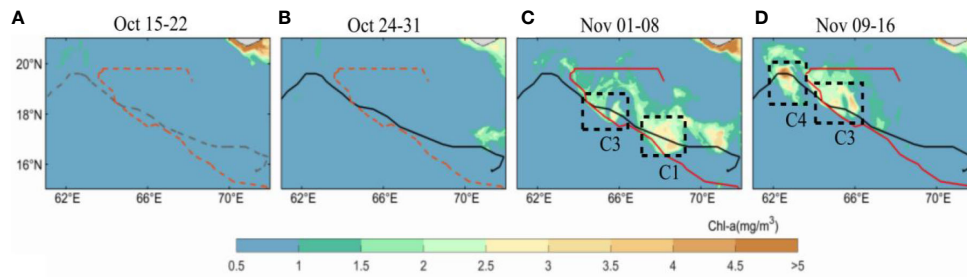 A Oct 15-22 B Oct 24-31 C Nov 01-08 D Nov 09-16
20°N
18°N
16°N
C3 C1 C4 C3
62°E 66°E 70°E 62°E 66°E 70°E 62°E 66°E 70°E 62°E 66°E 70°E
Chl-a(mg/m³)
0.5 1 1.5 2 2.5 3 3.5 4 4.5 >5